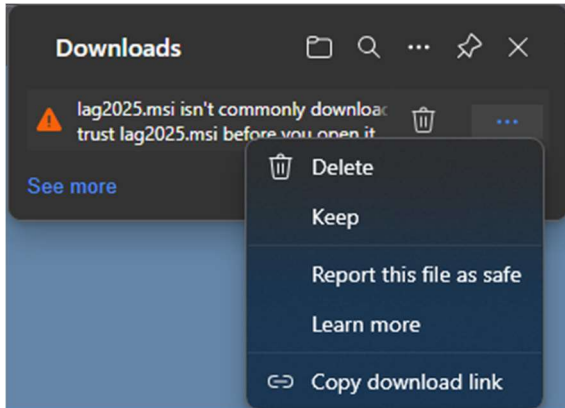 Downloads
lag2025.msi isn't commonly downloa
trust lag2025.msi before you open it
See more
Delete
Keep
Report this file as safe
Learn more
Copy download link